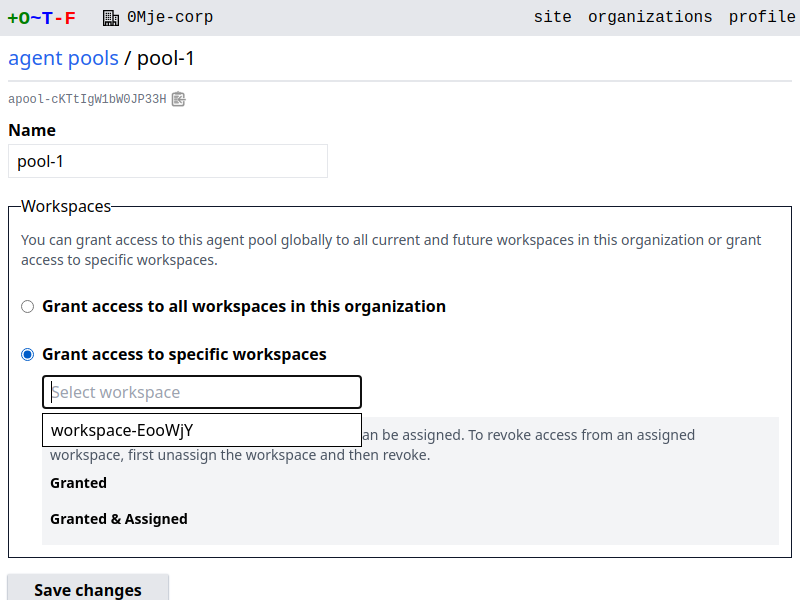 +O~T-F 0Mje-corp site organizations profile
agent pools / pool-1
apool-cKTtIgW1bW0JP33H
Name
pool-1
Workspaces
You can grant access to this agent pool globally to all current and future workspaces in this organization or grant
access to specific workspaces.
Grant access to all workspaces in this organization
Grant access to specific workspaces
Select workspace
workspace-EooWjY
an be assigned. To revoke access from an assigned
workspace, first unassign the workspace and then revoke.
Granted
Granted & Assigned
Save changes